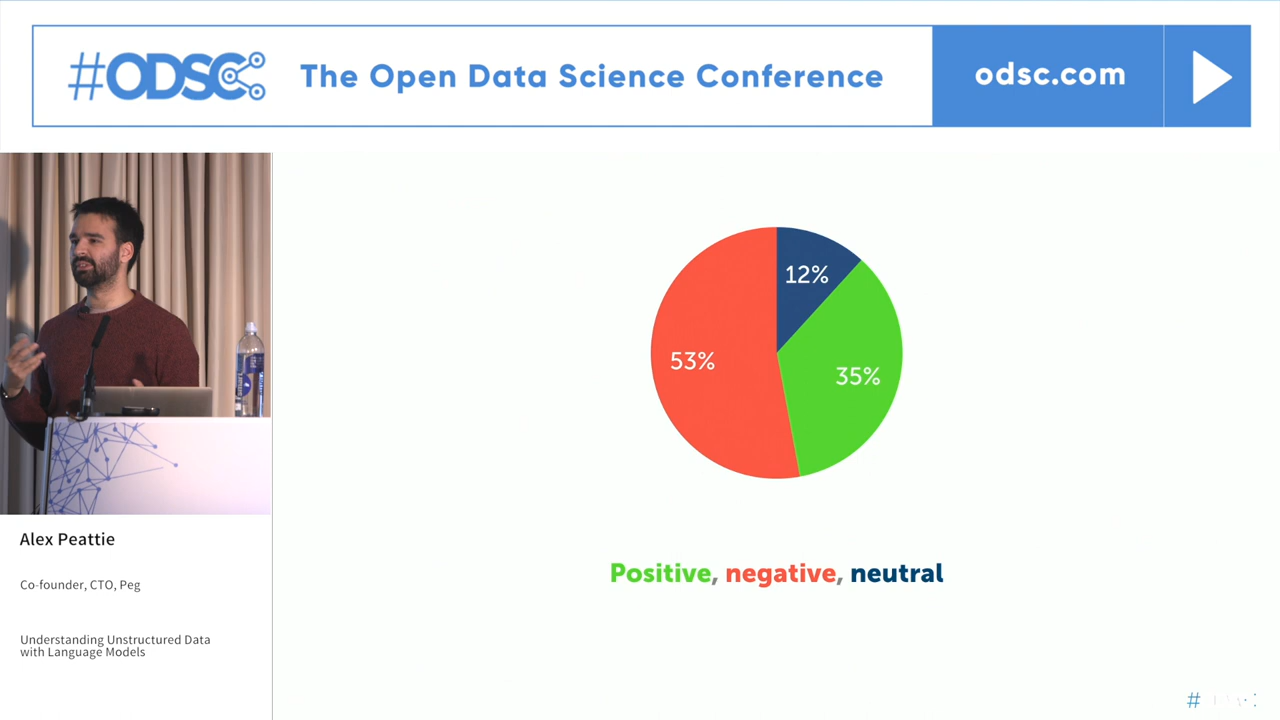 #ODSC
The Open Data Science Conference
odsc.com
12%
53%
35%
Positive, negative, neutral
Alex Peattie
Co-founder, CTO, Peg
Understanding Unstructured Data
with Language Models
#